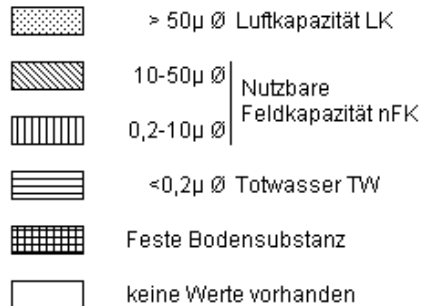 > 50µ Ø Luftkapazität LK
10-50µ Ø
Nutzbare
Feldkapazität nFK
0,2-10µ Ø
<0,2µ Ø Totwasser TW
Feste Bodensubstanz
keine Werte vorhanden